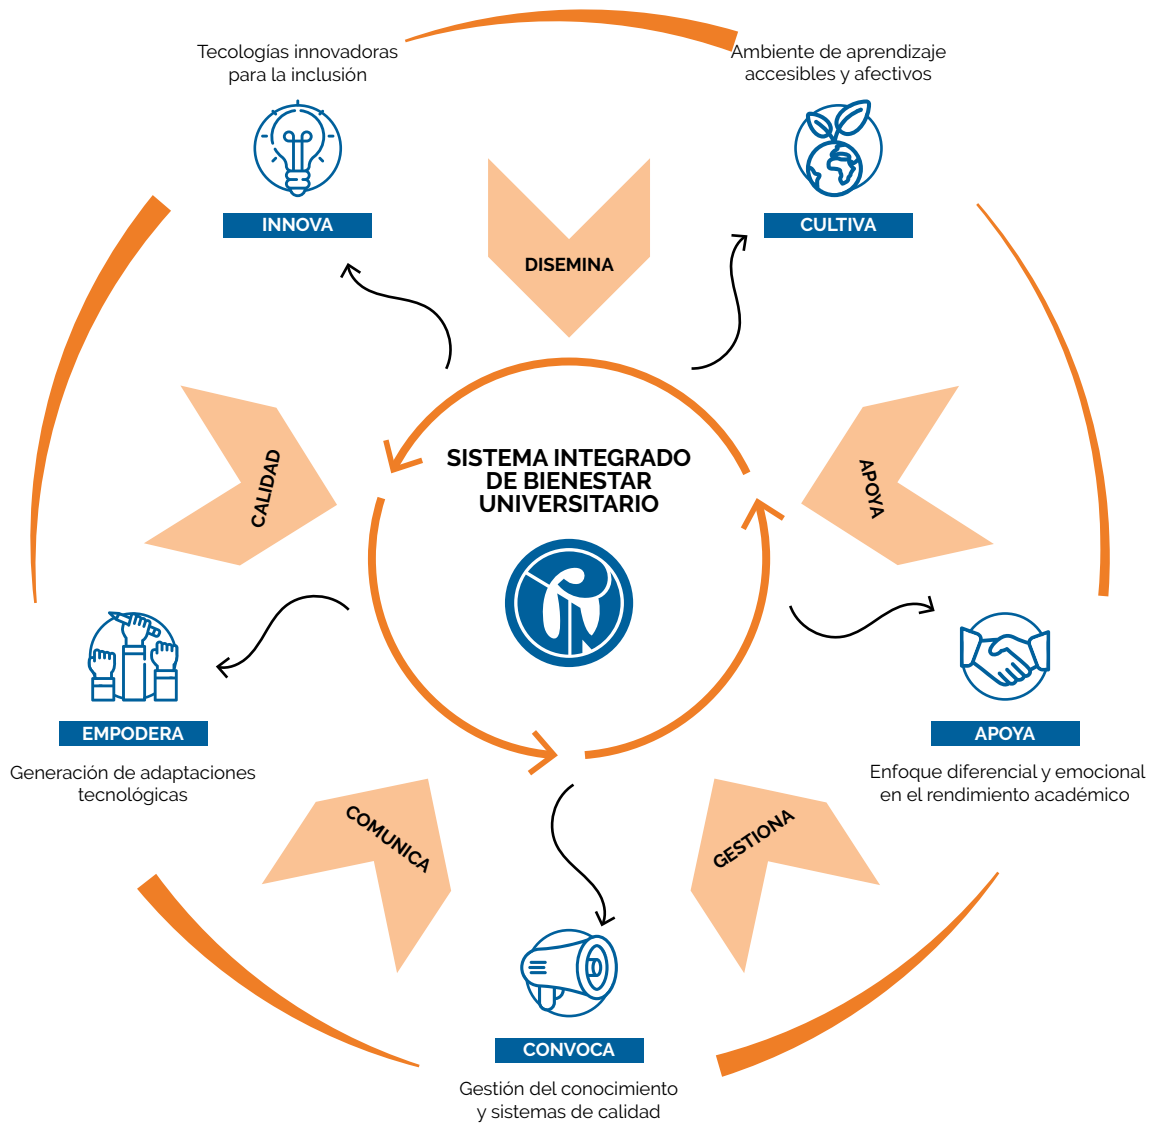 Tecologías innovadoras
para la inclusión
INNOVA
Ambiente de aprendizaje
accesibles y afectivos
CULTIVA
DISEMINA
CALIDAD
SISTEMA INTEGRADO
DE BIENESTAR
UNIVERSITARIO
APOYA
EMPODERA
Generación de adaptaciones
tecnológicas
APOYA
Enfoque diferencial y emocional
en el rendimiento académico
COMUNICA
GESTIONA
CONVOCA
Gestión del conocimiento
y sistemas de calidad